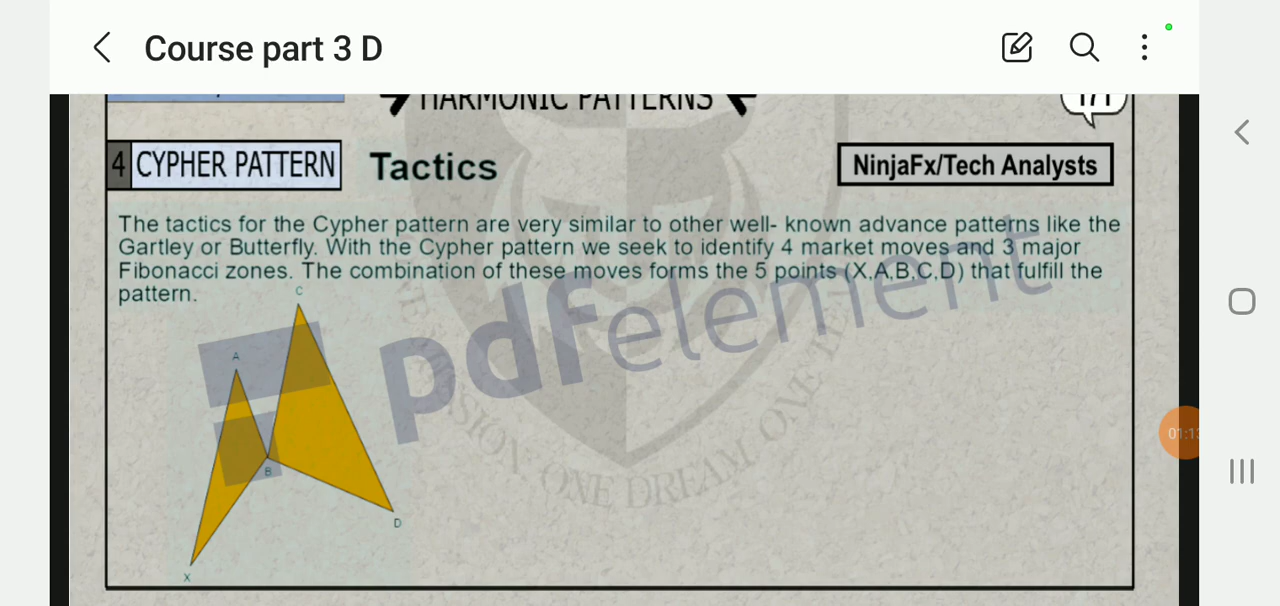 Course part 3 D
HARMONIC PATTERNS
171
4 CYPHER PATTERN
Tactics
NinjaFx/Tech Analysts
The tactics for the Cypher pattern are very similar to other well- known advance patterns like the
Gartley or Butterfly. With the Cypher pattern we seek to identify 4 market moves and 3 major
Fibonacci zones. The combination of these moves forms the 5 points (X,A,B,C,D) that fulfill the
pattern.
C
A
B
D
X
pdfelement
ONE DREAM